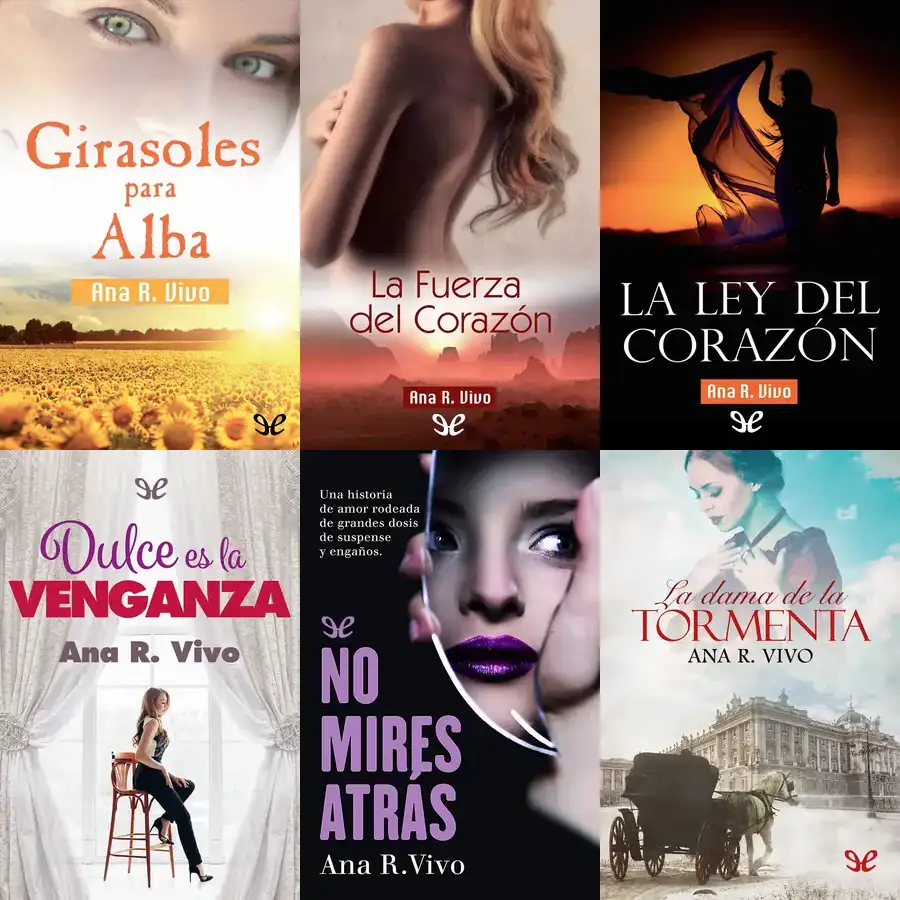 Girasoles
para
Alba
Ana R. Vivo
La Fuerza
del Corazón
Ana R. Vivo
LA LEY DEL
CORAZÓN
Ana R. Vivo
Dulce es la
VENGANZA
Ana R. Vivo
Una historia
de amor rodeada
de grandes dosis
de suspense
y engaños.
NO
MIRES
ATRÁS
Ana R. Vivo
La dama de la
TORMENTA
ANA R. VIVO